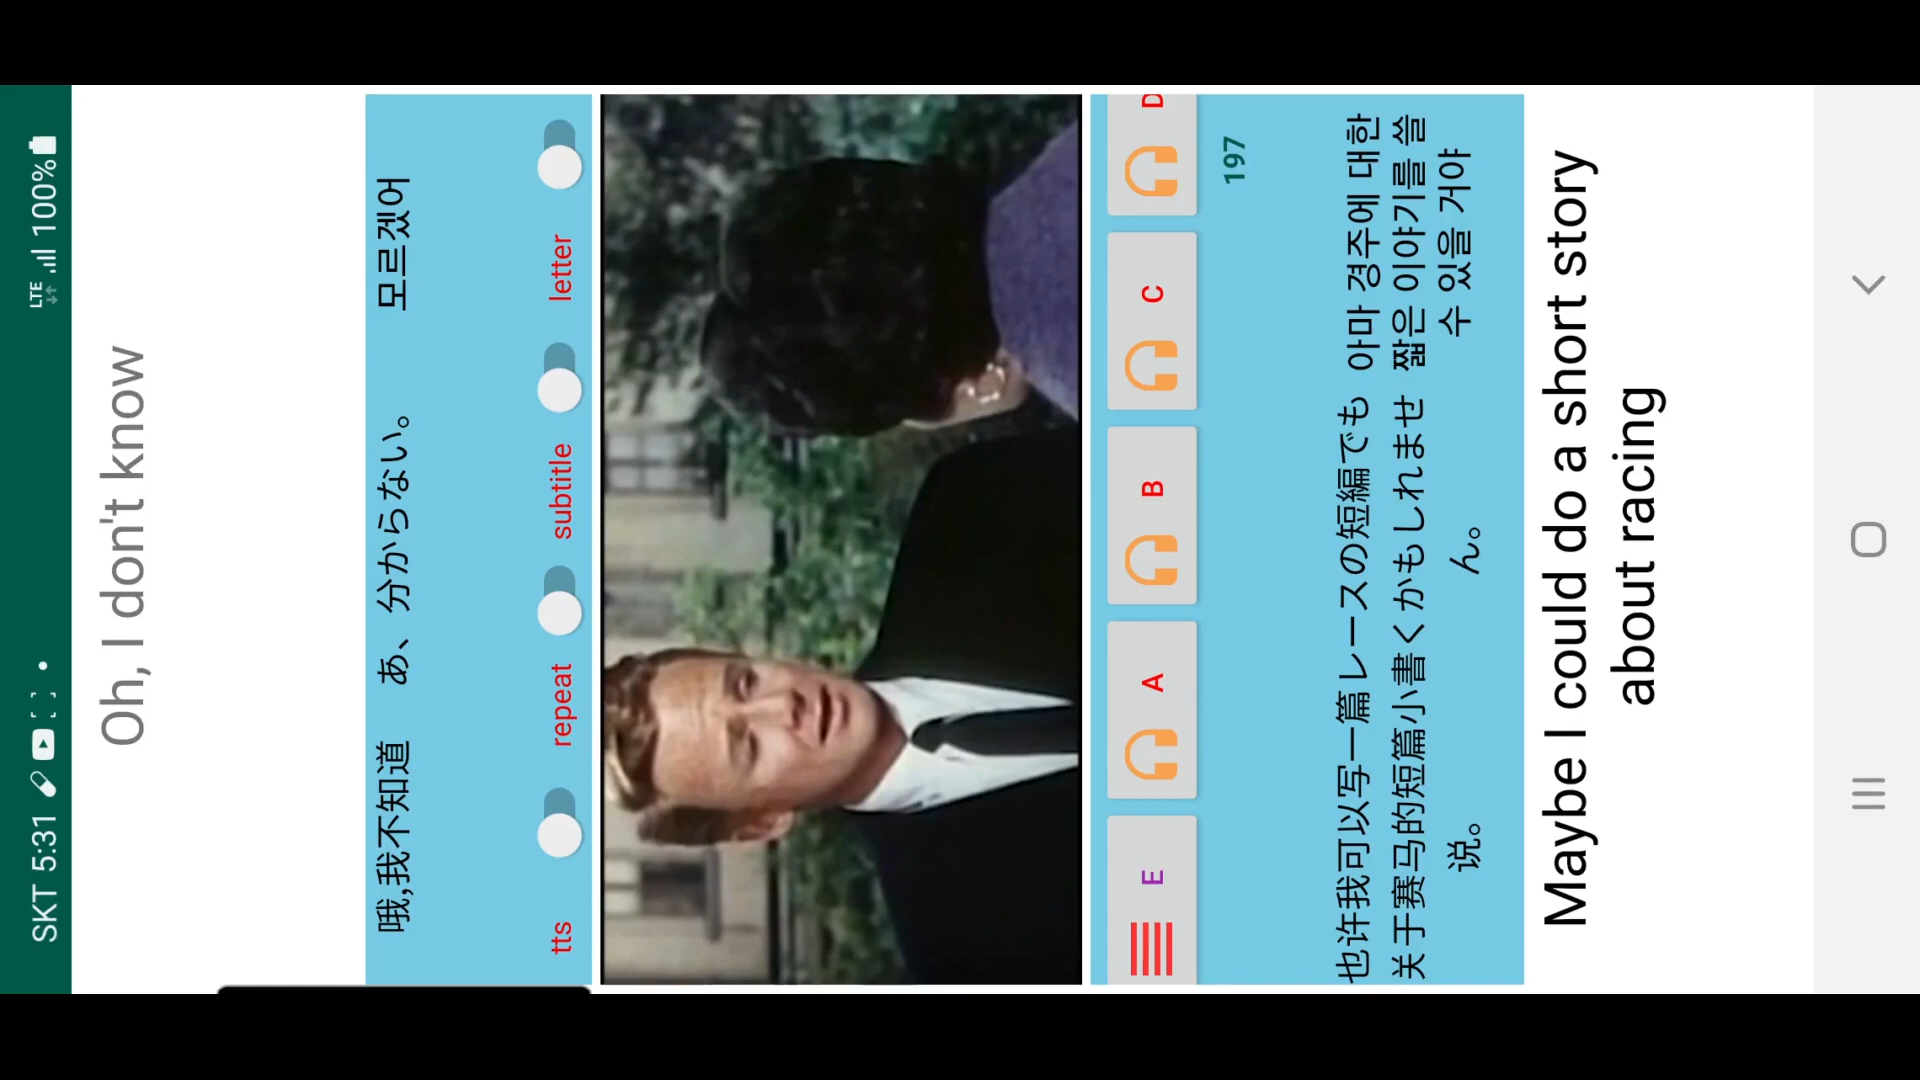 SKT 5:31
LTE
100%
Oh, I don't know
哦,我不知道
あ、分からない。
모르겠어
tts
repeat
subtitle
letter
E
A
B
C
D
197
也许我可以写一篇
关于赛马的短篇小
说。
レースの短編でも
書くかもしれませ
ん。
아마 경주에 대한
짧은 이야기를 쓸
수 있을 거야
Maybe I could do a short story
about racing